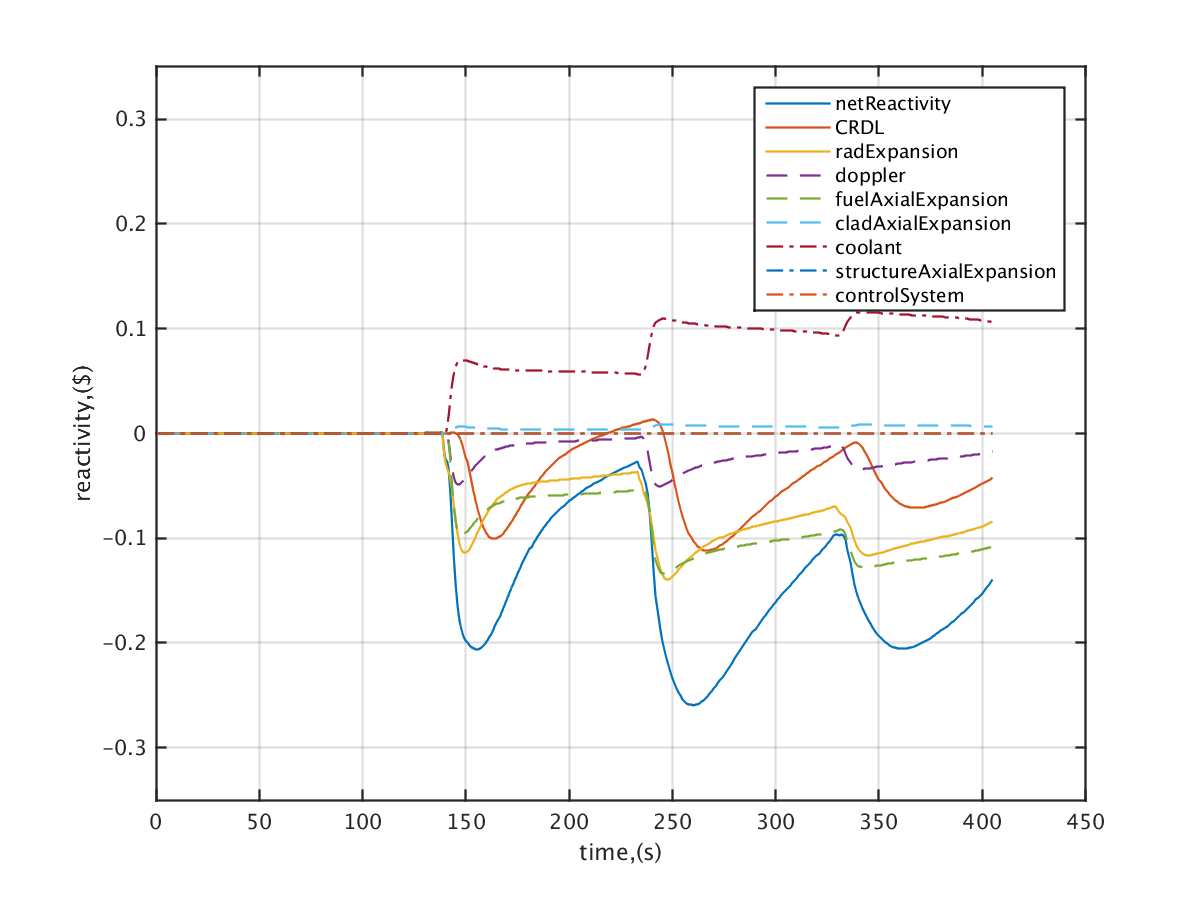 0.3
0.2
0.1
0
−0.1
−0.2
−0.3
reactivity,($)
0 50 100 150 200 250 300 350 400 450
time,(s)
netReactivity
CRDL
radExpansion
doppler
fuelAxialExpansion
cladAxialExpansion
coolant
structureAxialExpansion
controlSystem